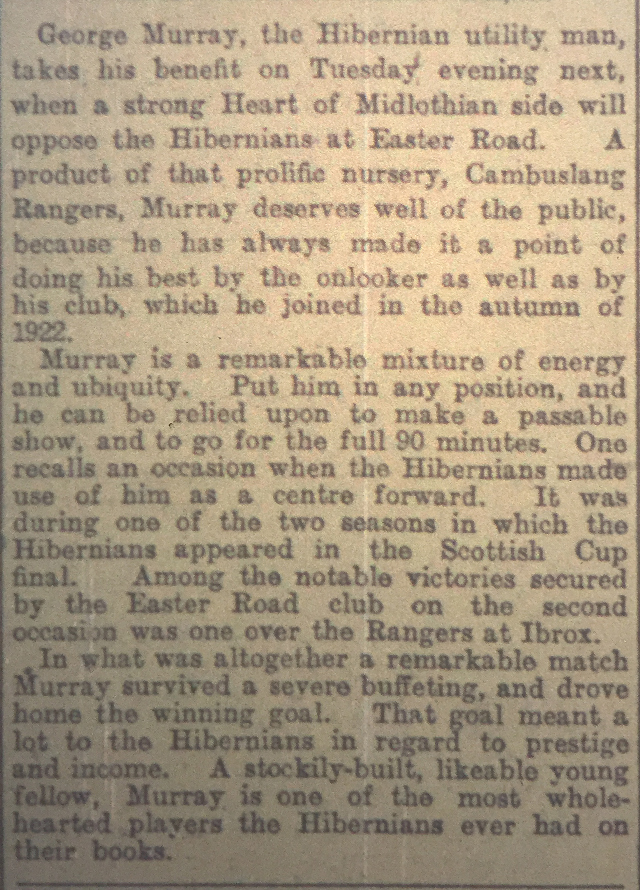 George Murray, the Hibernian utility man,
takes his benefit on Tuesday evening next,
when a strong Heart of Midlothian side will
oppose the Hibernians at Easter Road. A
product of that prolific nursery, Cambuslang
Rangers, Murray deserves well of the public,
because he has always made it a point of
doing his best by the onlooker as well as by
his club, which he joined in the autumn of
1922.
Murray is a remarkable mixture of energy
and ubiquity. Put him in any position, and
he can be relied upon to make a passable
show, and to go for the full 90 minutes. One
recalls an occasion when the Hibernians made
use of him as a centre forward. It was
during one of the two seasons in which the
Hibernians appeared in the Scottish Cup
final. Among the notable victories secured
by the Easter Road club on the second
occasion was one over the Rangers at Ibrox.
In what was altogether a remarkable match
Murray survived a severe buffeting, and drove
home the winning goal. That goal meant a
lot to the Hibernians in regard to prestige
and income. A stockily-built, likeable young
fellow, Murray is one of the most whole-
hearted players the Hibernians ever had on
their books.